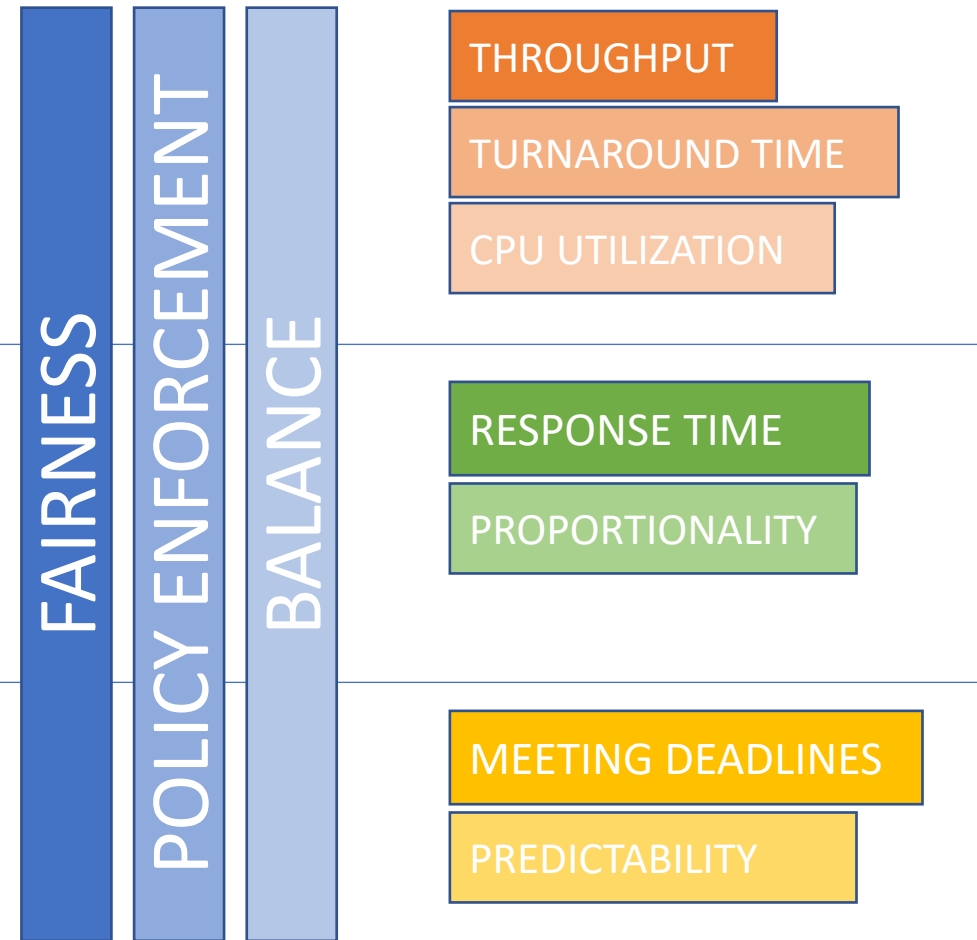 FAIRNESS
POLICY ENFORCEMENT
BALANCE
THROUGHPUT
TURNAROUND TIME
CPU UTILIZATION
RESPONSE TIME
PROPORTIONALITY
MEETING DEADLINES
PREDICTABILITY